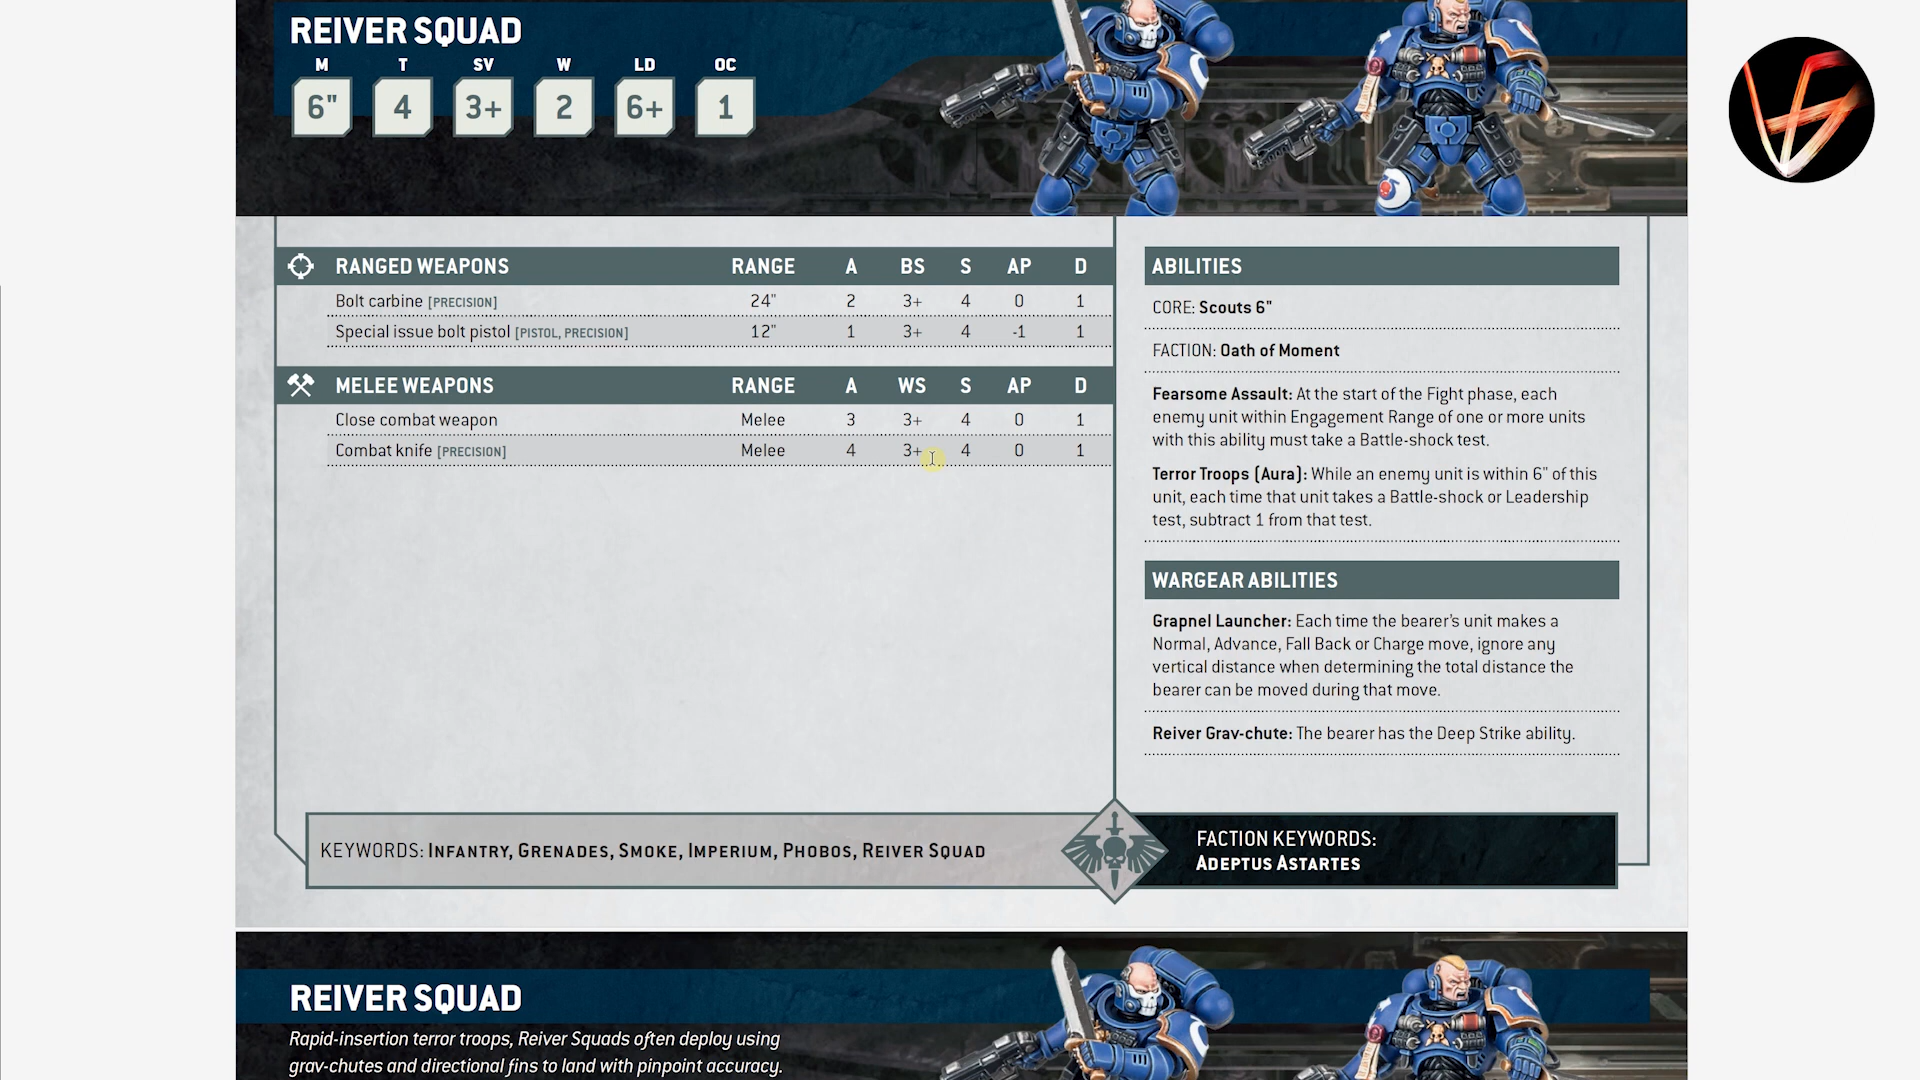 REIVER SQUAD
M T SV W LD OC
6" 4 3+ 2 6+ 1
RANGED WEAPONS RANGE A BS S AP D
Bolt carbine [PRECISION] 24" 2 3+ 4 0 1
Special issue bolt pistol [PISTOL, PRECISION] 12" 1 3+ 4 -1 1
MELEE WEAPONS RANGE A WS S AP D
Close combat weapon Melee 3 3+ 4 0 1
Combat knife [PRECISION] Melee 4 3+ 4 0 1
ABILITIES
CORE: Scouts 6"
FACTION: Oath of Moment
Fearsome Assault: At the start of the Fight phase, each
enemy unit within Engagement Range of one or more units
with this ability must take a Battle-shock test.
Terror Troops (Aura): While an enemy unit is within 6" of this
unit, each time that unit takes a Battle-shock or Leadership
test, subtract 1 from that test.
WARGEAR ABILITIES
Grapnel Launcher: Each time the bearer's unit makes a
Normal, Advance, Fall Back or Charge move, ignore any
vertical distance when determining the total distance the
bearer can be moved during that move.
Reiver Grav-chute: The bearer has the Deep Strike ability.
KEYWORDS: INFANTRY, GRENADES, SMOKE, IMPERIUM, PHOBOS, REIVER SQUAD
FACTION KEYWORDS:
ADEPTUS ASTARTES
REIVER SQUAD
Rapid-insertion terror troops, Reiver Squads often deploy using
grav-chutes and directional fins to land with pinpoint accuracy.